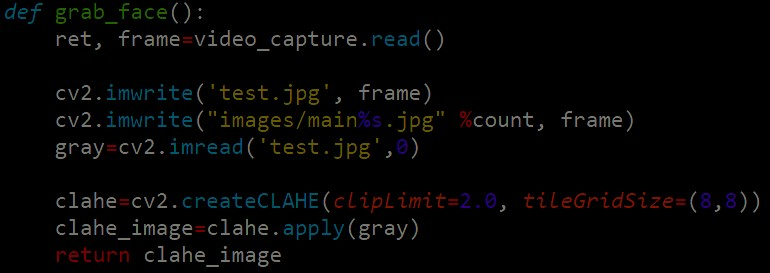 def grab_face():
    ret, frame=video_capture.read()
    cv2.imwrite('test.jpg', frame)
    cv2.imwrite("images/main%s.jpg" %count, frame)
    gray=cv2.imread('test.jpg',0)
    clahe=cv2.createCLAHE(clipLimit=2.0, tileGridSize=(8,8))
    clahe_image=clahe.apply(gray)
    return clahe_image